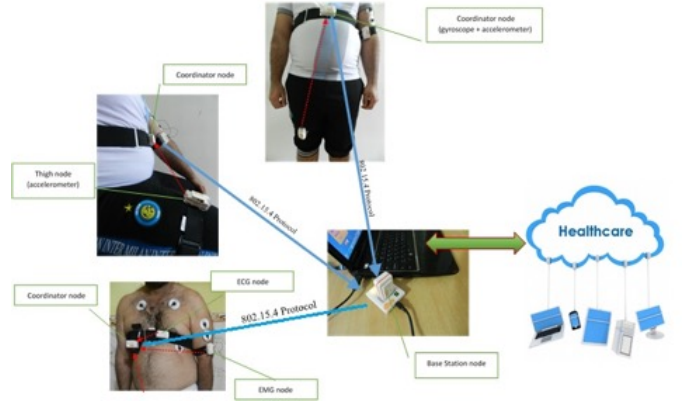 Coordinator node
(gyroscope + accelerometer)
Coordinator node
Thigh node
(accelerometer)
802.15.4 Protocol
802.15.4 Protocol
Healthcare
ECG node
Coordinator node
802.15.4 Protocol
Base Station node
EMG node